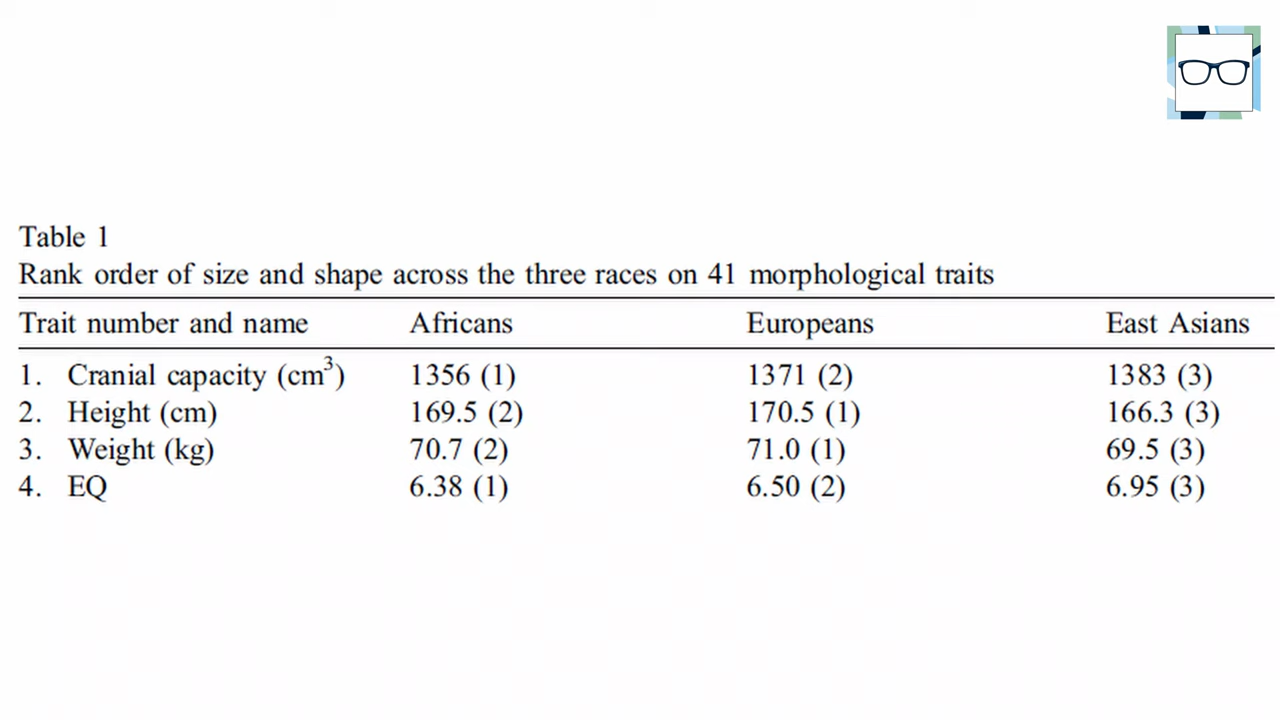 Table 1
Rank order of size and shape across the three races on 41 morphological traits
Trait number and name Africans Europeans East Asians
1. Cranial capacity (cm³) 1356 (1) 1371 (2) 1383 (3)
2. Height (cm) 169.5 (2) 170.5 (1) 166.3 (3)
3. Weight (kg) 70.7 (2) 71.0 (1) 69.5 (3)
4. EQ 6.38 (1) 6.50 (2) 6.95 (3)